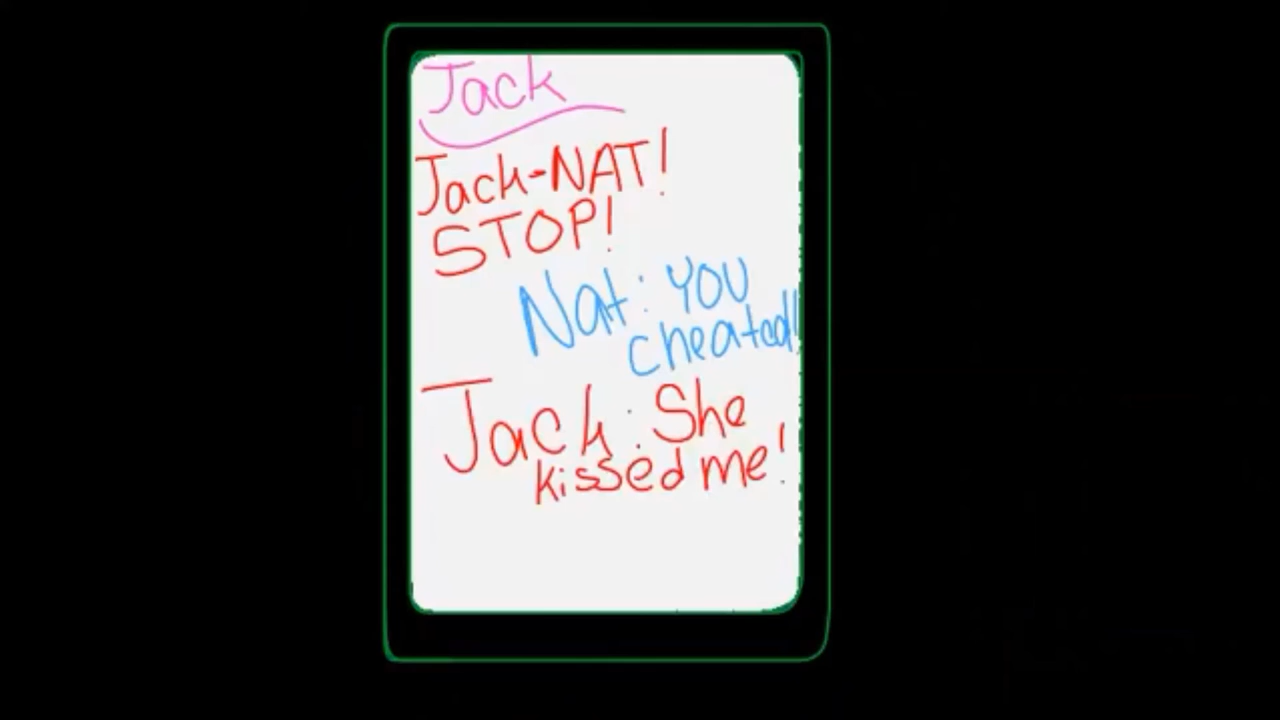 Jack
Jack-NAT!
STOP!
Nat: YOU
cheated!
Jack: She
kissed me!